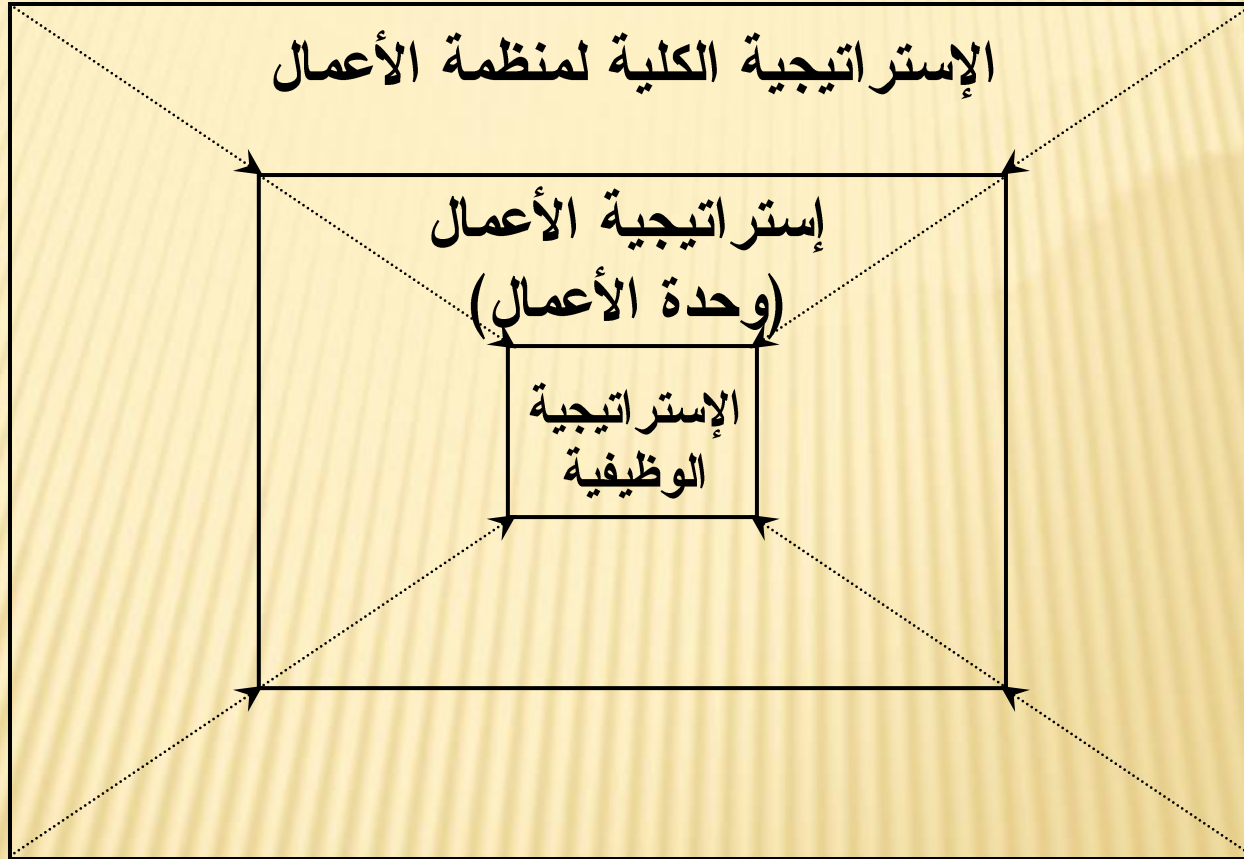 الإستراتيجية الكلية لمنظمة الأعمال
إستراتيجية الأعمال
(وحدة الأعمال)
الإستراتيجية
الوظيفية